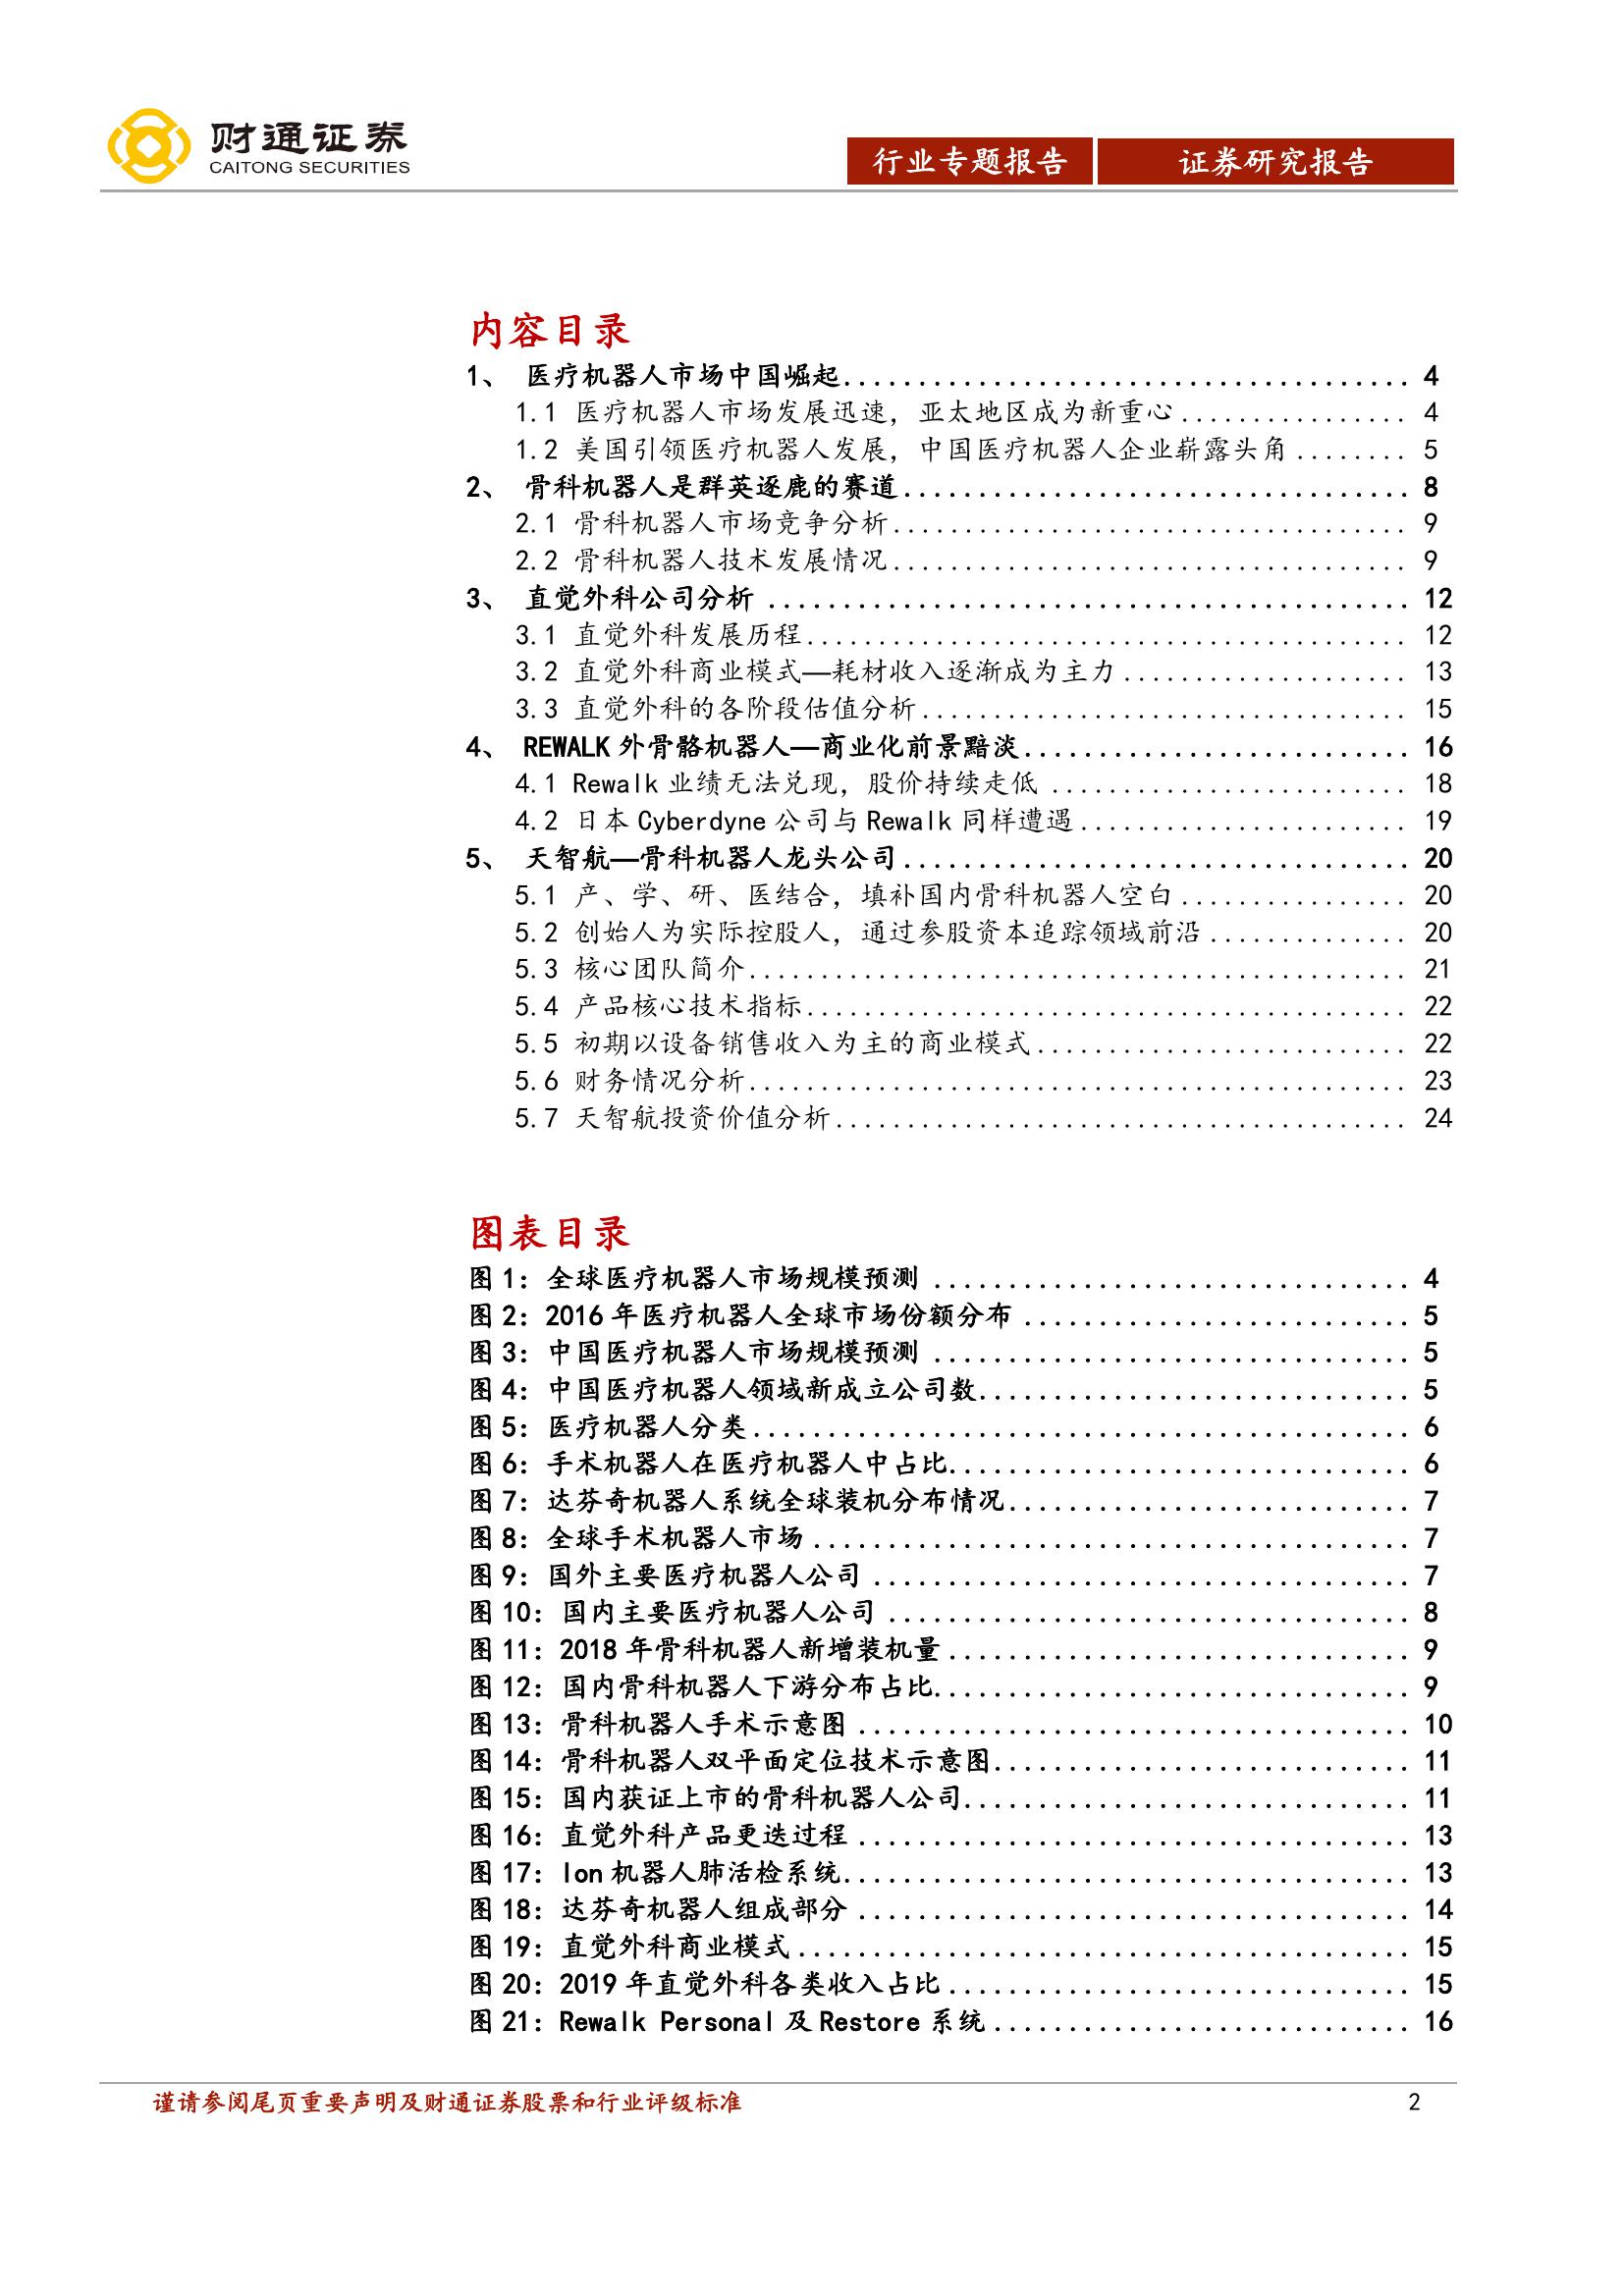 财通证券
CAITONG SECURITIES
行业专题报告 证券研究报告
内容目录
1、 医疗机器人市场中国崛起...................................... 4
1.1 医疗机器人市场发展迅速，亚太地区成为新重心................ 4
1.2 美国引领医疗机器人发展，中国医疗机器人企业崭露头角........ 5
2、 骨科机器人是群英逐鹿的赛道.................................. 8
2.1 骨科机器人市场竞争分析.................................... 9
2.2 骨科机器人技术发展情况.................................... 9
3、 直觉外科公司分析 ........................................... 12
3.1 直觉外科发展历程.......................................... 12
3.2 直觉外科商业模式—耗材收入逐渐成为主力.................... 13
3.3 直觉外科的各阶段估值分析.................................. 15
4、 REWALK 外骨骼机器人—商业化前景黯淡.......................... 16
4.1 Rewalk 业绩无法兑现，股价持续走低 ......................... 18
4.2 日本 Cyberdyne 公司与 Rewalk 同样遭遇....................... 19
5、 天智航—骨科机器人龙头公司.................................. 20
5.1 产、学、研、医结合，填补国内骨科机器人空白................ 20
5.2 创始人为实际控股人，通过参股资本追踪领域前沿.............. 20
5.3 核心团队简介.............................................. 21
5.4 产品核心技术指标.......................................... 22
5.5 初期以设备销售收入为主的商业模式.......................... 22
5.6 财务情况分析.............................................. 23
5.7 天智航投资价值分析........................................ 24
图表目录
图 1：全球医疗机器人市场规模预测 ................................ 4
图 2：2016 年医疗机器人全球市场份额分布 .......................... 5
图 3：中国医疗机器人市场规模预测 ................................ 5
图 4：中国医疗机器人领域新成立公司数............................. 5
图 5：医疗机器人分类............................................ 6
图 6：手术机器人在医疗机器人中占比............................... 6
图 7：达芬奇机器人系统全球装机分布情况........................... 7
图 8：全球手术机器人市场 ........................................ 7
图 9：国外主要医疗机器人公司 .................................... 7
图 10：国内主要医疗机器人公司 ................................... 8
图 11：2018 年骨科机器人新增装机量 ............................... 9
图 12：国内骨科机器人下游分布占比................................ 9
图 13：骨科机器人手术示意图 ..................................... 10
图 14：骨科机器人双平面定位技术示意图............................ 11
图 15：国内获证上市的骨科机器人公司.............................. 11
图 16：直觉外科产品更迭过程 ..................................... 13
图 17：Ion 机器人肺活检系统...................................... 13
图 18：达芬奇机器人组成部分 ..................................... 14
图 19：直觉外科商业模式......................................... 15
图 20：2019 年直觉外科各类收入占比 ............................... 15
图 21：Rewalk Personal 及 Restore 系统 ............................ 16
谨请参阅尾页重要声明及财通证券股票和行业评级标准 2